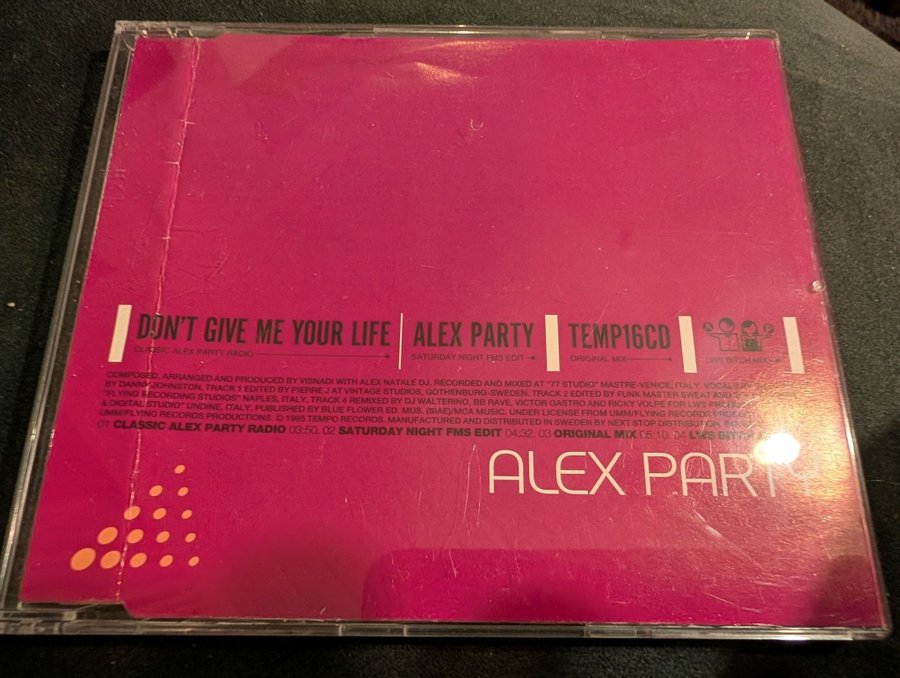 DON'T GIVE ME YOUR LIFE ALEX PARTY TEMP16CD
CLASSIC ALEX PARTY RADIO SATURDAY NIGHT FMS EDIT ORIGINAL MIX LWS BITCH MIX
COMPOSED, ARRANGED AND PRODUCED BY VISNADI WITH ALEX NATALE DJ. RECORDED AND MIXED AT "77 STUDIO" MASTRE-VENICE, ITALY. VOCALS BY
BY DANNY JOHNSTON, TRACK 1 EDITED BY PIERRE.J AT VINTAGE STUDIOS, GOTHENBURG-SWEDEN. TRACK 2 EDITED BY FUNK MASTER SWEAT AND
"FLYING RECORDING STUDIOS" NAPLES, ITALY. TRACK 4 REMIXED BY DJ WALTERINO, BB RAVE, VICTOR GASTRO AND RICKY VOLPE FOR LWS
& DIGITAL STUDIO" UNDINE, ITALY. PUBLISHED BY BLUE FLOWER ED. MUS. (SIAE)/MCA MUSIC, UNDER LICENSE FROM UMM/FLYING RECORDS
UMM/FLYING RECORDS PRODUCTIONS. © 1995 TEMPO RECORDS. MANUFACTURED AND DISTRIBUTED IN SWEDEN BY NEXT STOP DISTRIBUTION,
01 CLASSIC ALEX PARTY RADIO 03:50. 02 SATURDAY NIGHT FMS EDIT 04:32. 03 ORIGINAL MIX 05:10. 04 LWS BITCH
ALEX PARTY